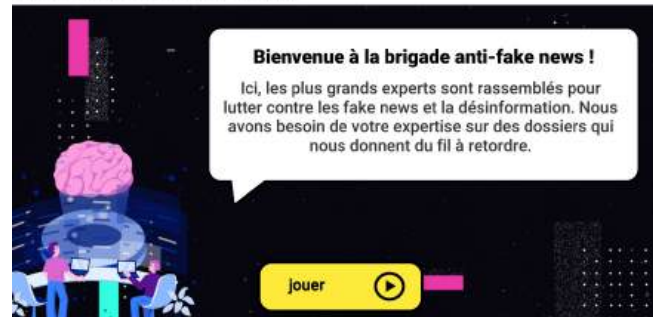 Bienvenue à la brigade anti-fake news !
Ici, les plus grands experts sont rassemblés pour
lutter contre les fake news et la désinformation. Nous
avons besoin de votre expertise sur des dossiers qui
nous donnent du fil à retordre.
jouer